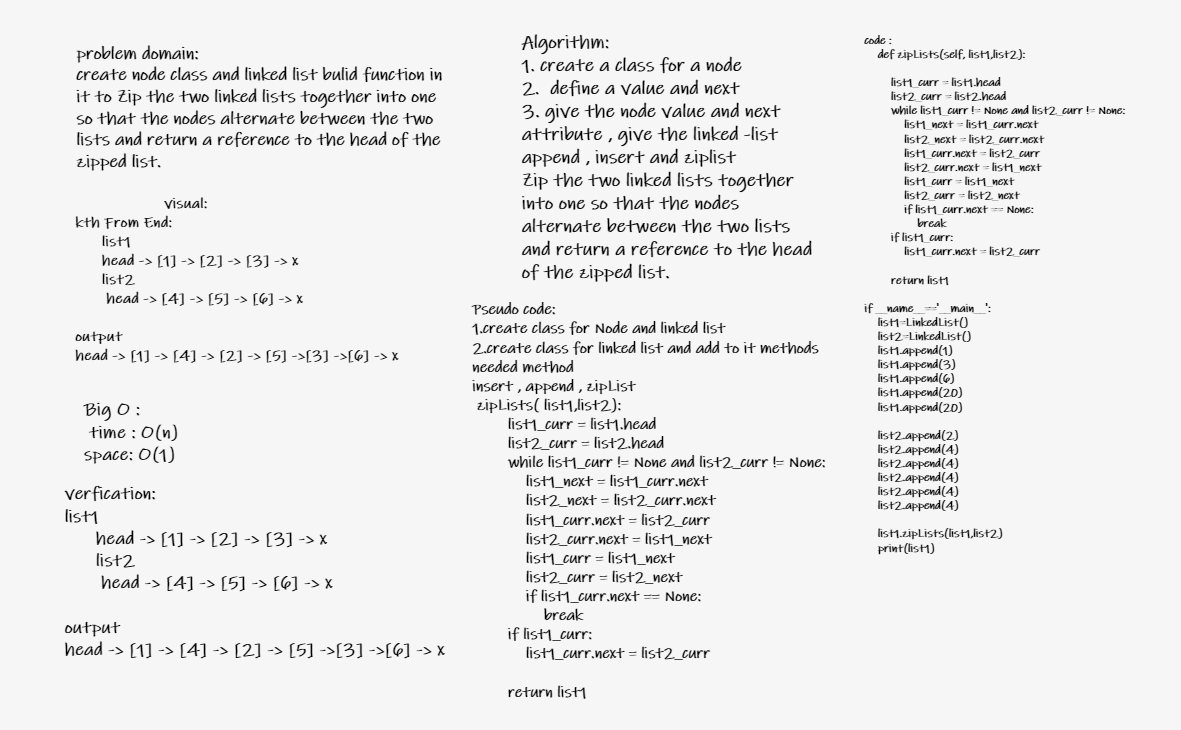 problem domain:
create node class and linked list bulid function in
it to Zip the two linked lists together into one
so that the nodes alternate between the two
lists and return a reference to the head of the
zipped list.
visual:
kth From End:
list1
head -> [1] -> [2] -> [3] -> x
list2
head -> [4] -> [5] -> [6] -> x
output
head -> [1] -> [4] -> [2] -> [5] ->[3] ->[6] -> x
Big O :
time : O(n)
space: O(1)
verfication:
list1
head -> [1] -> [2] -> [3] -> x
list2
head -> [4] -> [5] -> [6] -> x
output
head -> [1] -> [4] -> [2] -> [5] ->[3] ->[6] -> x
Algorithm:
1. create a class for a node
2. define a value and next
3. give the node value and next
attribute , give the linked -list
append , insert and ziplist
Zip the two linked lists together
into one so that the nodes
alternate between the two lists
and return a reference to the head
of the zipped list.
Pseudo code:
1.create class for Node and linked list
2.create class for linked list and add to it methods
needed method
insert , append , zipList
zipLists( list1,list2):
list1_curr = list1.head
list2_curr = list2.head
while list1_curr != None and list2_curr != None:
list1_next = list1_curr.next
list2_next = list2_curr.next
list1_curr.next = list2_curr
list2_curr.next = list1_next
list1_curr = list1_next
list2_curr = list2_next
if list1_curr.next == None:
break
if list1_curr:
list1_curr.next = list2_curr
return list1
code :
def zipLists(self, list1,list2):
list1_curr = list1.head
list2_curr = list2.head
while list1_curr != None and list2_curr != None:
list1_next = list1_curr.next
list2_next = list2_curr.next
list1_curr.next = list2_curr
list2_curr.next = list1_next
list1_curr = list1_next
list2_curr = list2_next
if list1_curr.next == None:
break
if list1_curr:
list1_curr.next = list2_curr
return list1
if __name__=='__main__':
list1=LinkedList()
list2=LinkedList()
list1.append(1)
list1.append(3)
list1.append(6)
list1.append(20)
list1.append(20)
list2.append(2)
list2.append(4)
list2.append(4)
list2.append(4)
list2.append(4)
list2.append(4)
list1.zipLists(list1,list2)
print(list1)